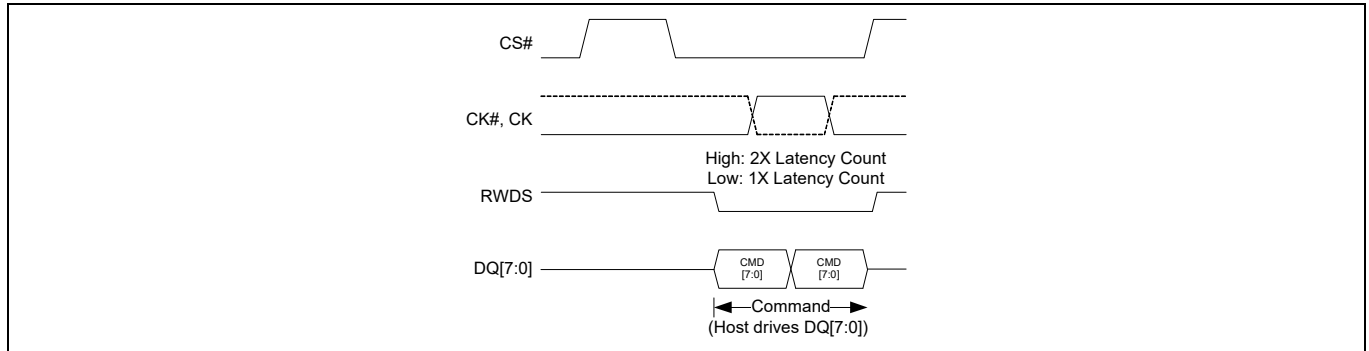 CS#
CK#, CK
High: 2X Latency Count
Low: 1X Latency Count
RWDS
DQ[7:0]
CMD
[7:0]
CMD
[7:0]
Command
(Host drives DQ[7:0])